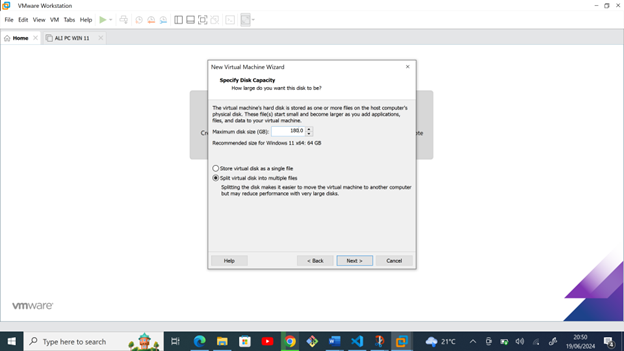 VMware Workstation
File Edit View VM Tabs Help
Home
ALI PC WIN 11
New Virtual Machine Wizard
Specify Disk Capacity
How large do you want this disk to be?
The virtual machine's hard disk is stored as one or more files on the host computer's
physical disk. These file(s) start small and become larger as you add applications,
files, and data to your virtual machine.
Maximum disk size (GB): 180.0
Recommended size for Windows 11 x64: 64 GB
Store virtual disk as a single file
Split virtual disk into multiple files
Splitting the disk makes it easier to move the virtual machine to another computer
but may reduce performance with very large disks.
Help < Back Next > Cancel
vmware
Type here to search
21°C
20:50
19/06/2024